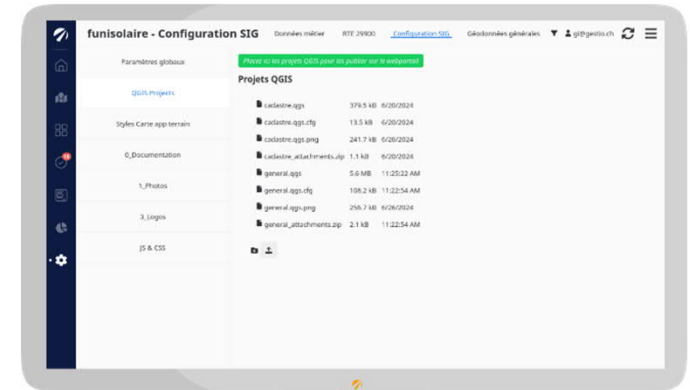 funisolaire - Configuration SIG
Données métier
RTE 29900
Configuration SIG
Géodonnées générales
gi@gestio.ch
Paramètres globaux
QGIS Projects
Styles Carte app terrain
0_Documentation
1_Photos
3_Logos
JS & CSS
Placez ici les projets QGIS pour les publier sur le webportail
Projets QGIS
cadastre.qgs 379.5 kB 6/20/2024
cadastre.qgs.cfg 13.5 kB 6/20/2024
cadastre.qgs.png 241.7 kB 6/26/2024
cadastre_attachments.zip 1.1 kB 6/20/2024
general.qgs 5.6 MB 11:25:22 AM
general.qgs.cfg 108.2 kB 11:22:54 AM
general.qgs.png 256.7 kB 6/26/2024
general_attachments.zip 2.1 kB 11:22:54 AM